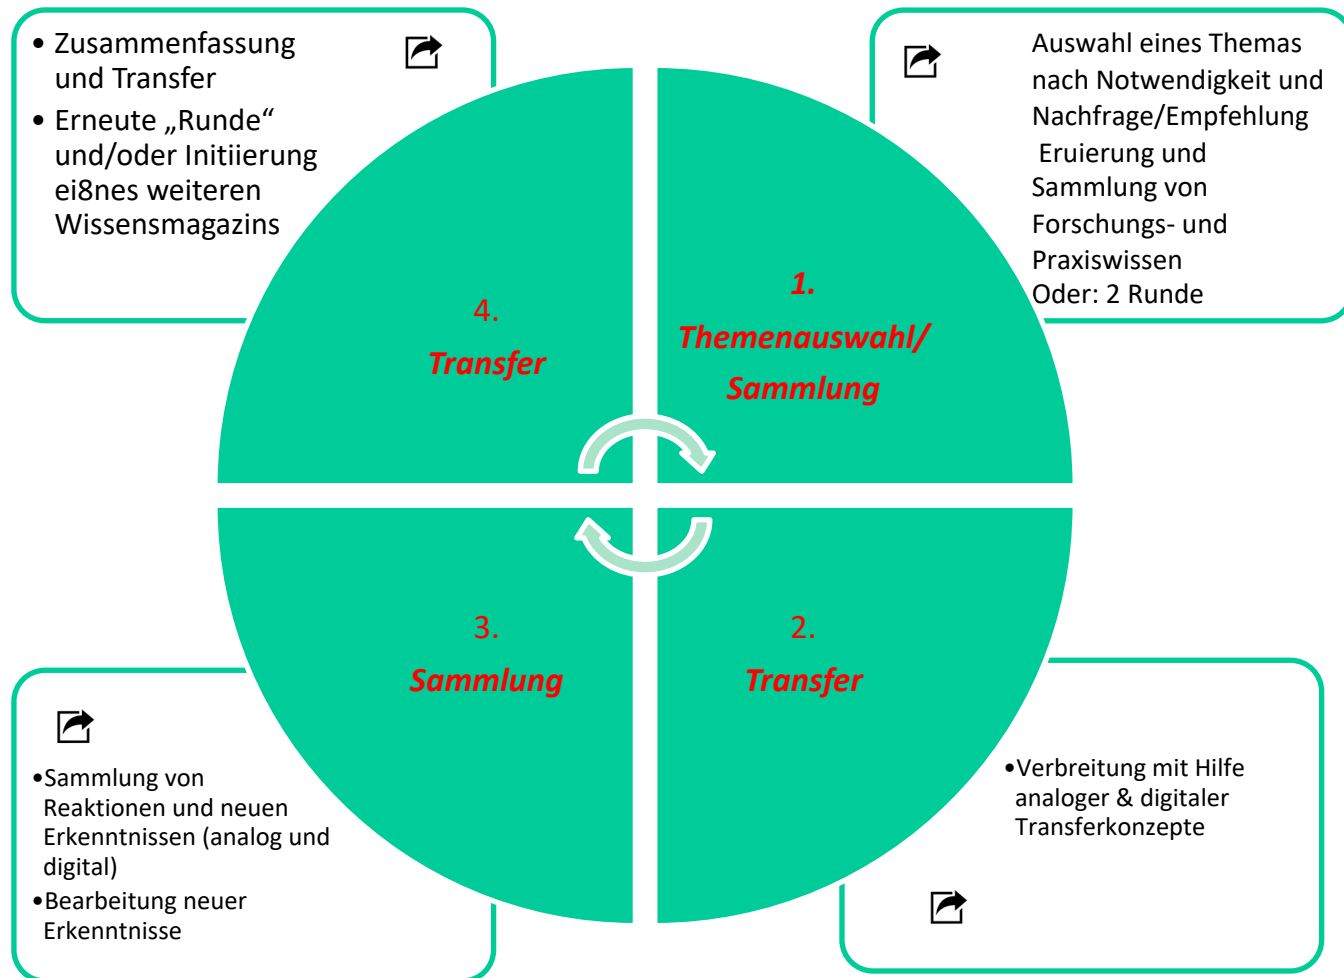 • Zusammenfassung
und Transfer
• Erneute „Runde“
und/oder Initiierung
ei8nes weiteren
Wissensmagazins
Auswahl eines Themas
nach Notwendigkeit und
Nachfrage/Empfehlung
Eruierung und
Sammlung von
Forschungs- und
Praxiswissen
Oder: 2 Runde
4.
Transfer
1.
Themenauswahl/
Sammlung
3.
Sammlung
2.
Transfer
•Sammlung von
Reaktionen und neuen
Erkenntnissen (analog und
digital)
•Bearbeitung neuer
Erkenntnisse
•Verbreitung mit Hilfe
analoger & digitaler
Transferkonzepte